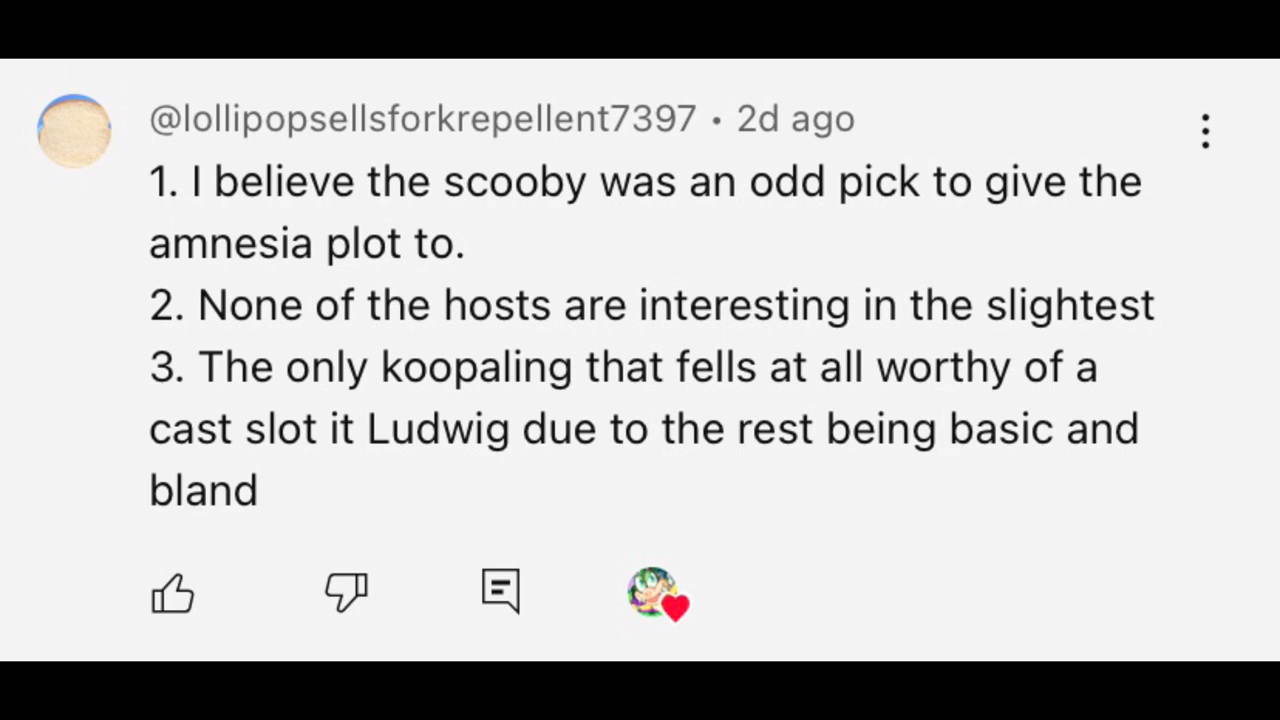 @lollipopsellsforkrepellent7397 • 2d ago
1. I believe the scooby was an odd pick to give the
amnesia plot to.
2. None of the hosts are interesting in the slightest
3. The only koopaling that fells at all worthy of a
cast slot it Ludwig due to the rest being basic and
bland